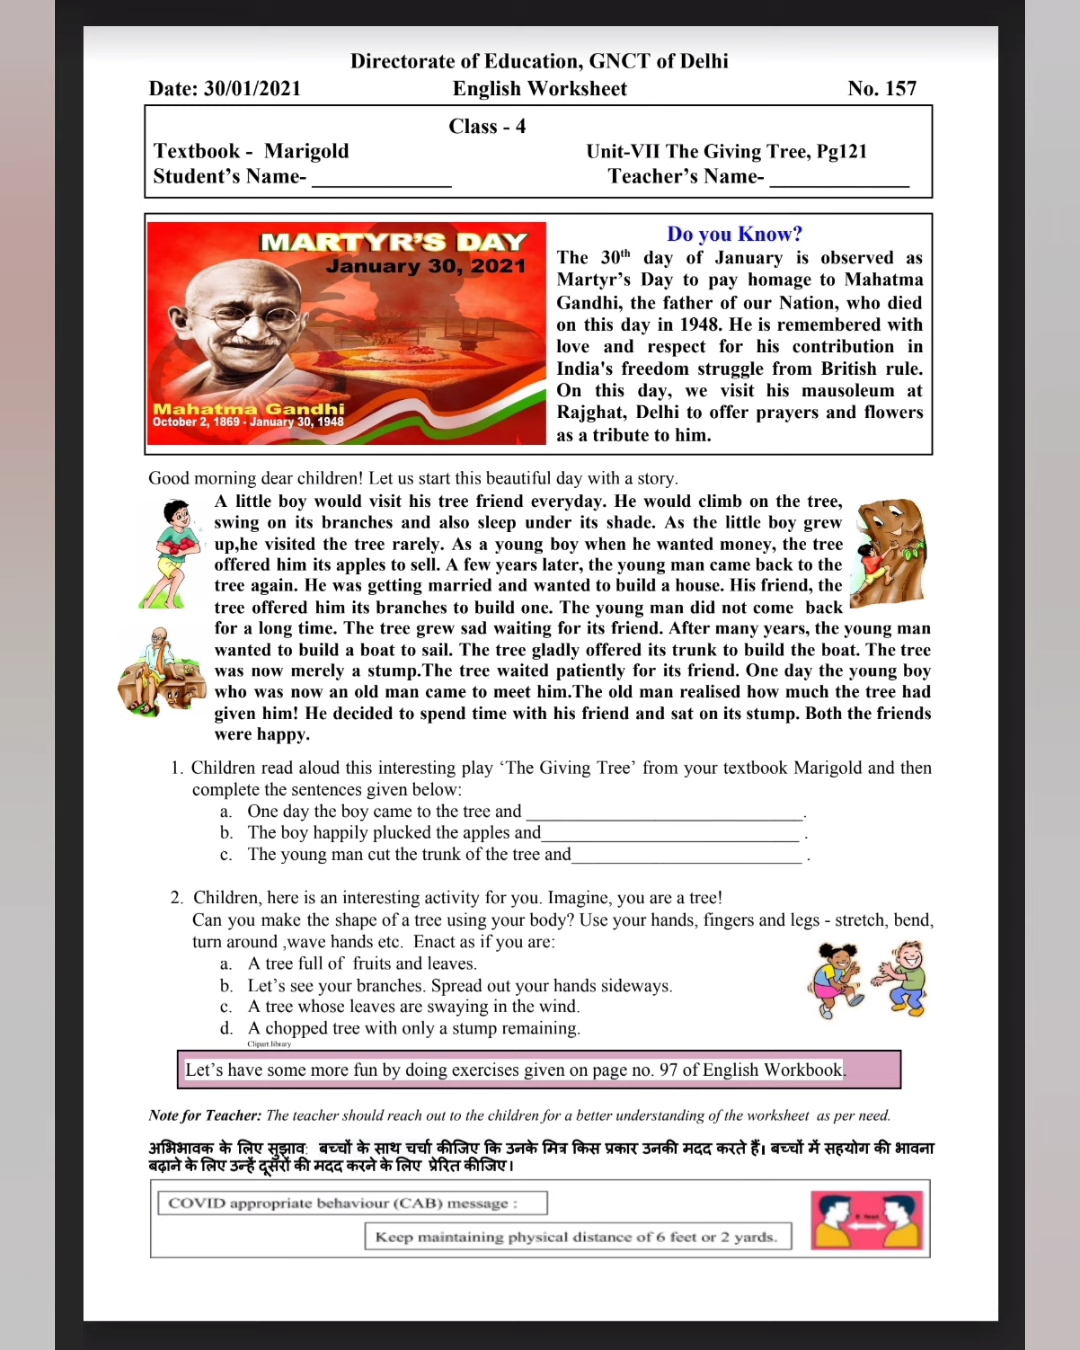 Directorate of Education, GNCT of Delhi
Date: 30/01/2021 English Worksheet No. 157
Class - 4
Textbook - Marigold Unit-VII The Giving Tree, Pg121
Student's Name- ______________ Teacher's Name- ______________
MARTYR'S DAY
January 30, 2021
Mahatma Gandhi
October 2, 1869 - January 30, 1948
Do you Know?
The 30th day of January is observed as
Martyr's Day to pay homage to Mahatma
Gandhi, the father of our Nation, who died
on this day in 1948. He is remembered with
love and respect for his contribution in
India's freedom struggle from British rule.
On this day, we visit his mausoleum at
Rajghat, Delhi to offer prayers and flowers
as a tribute to him.
Good morning dear children! Let us start this beautiful day with a story.
A little boy would visit his tree friend everyday. He would climb on the tree,
swing on its branches and also sleep under its shade. As the little boy grew
up,he visited the tree rarely. As a young boy when he wanted money, the tree
offered him its apples to sell. A few years later, the young man came back to the
tree again. He was getting married and wanted to build a house. His friend, the
tree offered him its branches to build one. The young man did not come back
for a long time. The tree grew sad waiting for its friend. After many years, the young man
wanted to build a boat to sail. The tree gladly offered its trunk to build the boat. The tree
was now merely a stump.The tree waited patiently for its friend. One day the young boy
who was now an old man came to meet him.The old man realised how much the tree had
given him! He decided to spend time with his friend and sat on its stump. Both the friends
were happy.
1. Children read aloud this interesting play ‘The Giving Tree’ from your textbook Marigold and then
complete the sentences given below:
a. One day the boy came to the tree and ______________________________.
b. The boy happily plucked the apples and____________________________ .
c. The young man cut the trunk of the tree and_________________________ .
2. Children, here is an interesting activity for you. Imagine, you are a tree!
Can you make the shape of a tree using your body? Use your hands, fingers and legs - stretch, bend,
turn around ,wave hands etc. Enact as if you are:
a. A tree full of fruits and leaves.
b. Let's see your branches. Spread out your hands sideways.
c. A tree whose leaves are swaying in the wind.
d. A chopped tree with only a stump remaining.
Clipart library
Let's have some more fun by doing exercises given on page no. 97 of English Workbook.
Note for Teacher: The teacher should reach out to the children for a better understanding of the worksheet as per need.
अभिभावक के लिए सुझाव: बच्चों के साथ चर्चा कीजिए कि उनके मित्र किस प्रकार उनकी मदद करते हैं। बच्चों में सहयोग की भावना
बढ़ाने के लिए उन्हें दूसरों की मदद करने के लिए प्रेरित कीजिए।
COVID appropriate behaviour (CAB) message :
Keep maintaining physical distance of 6 feet or 2 yards.